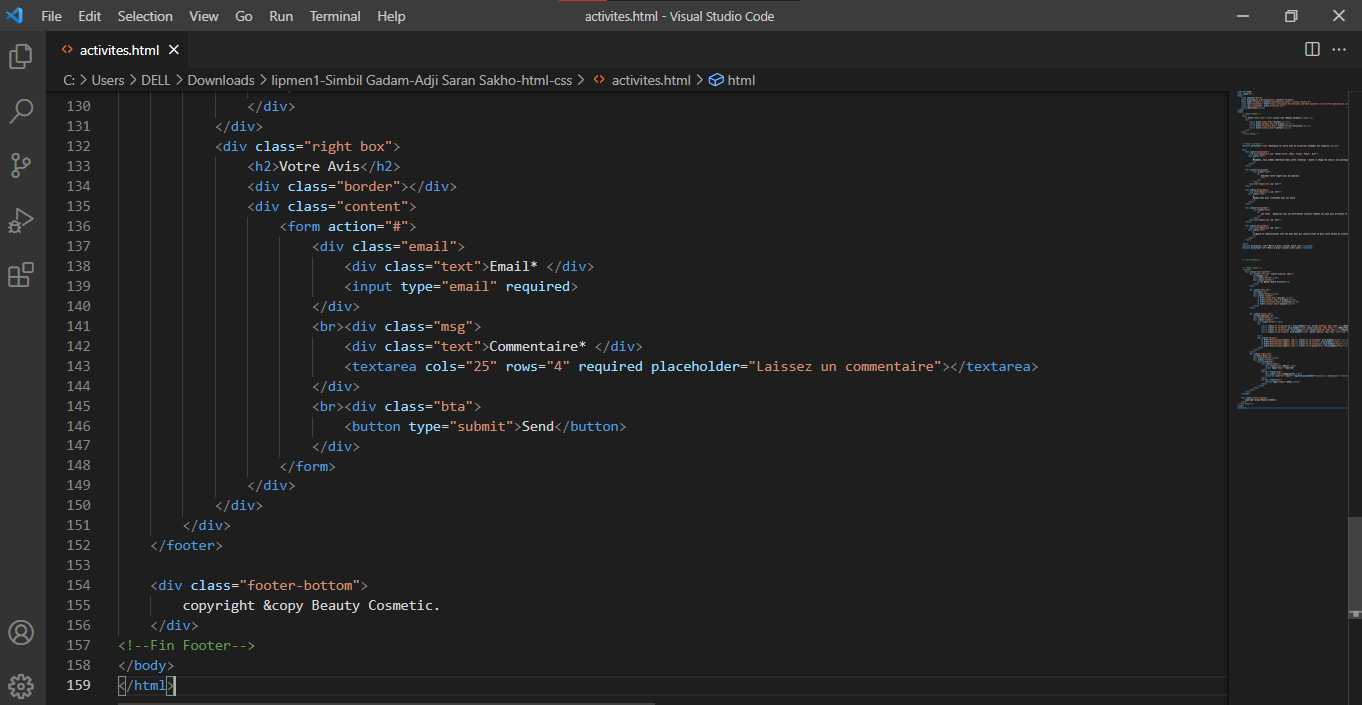 File Edit Selection View Go Run Terminal Help
activites.html - Visual Studio Code
activites.html
C: > Users > DELL > Downloads > lipmen1-Simbil Gadam-Adji Saran Sakho-html-css > activites.html > html
130 </div>
131 </div>
132 <div class="right box">
133 <h2>Votre Avis</h2>
134 <div class="border"></div>
135 <div class="content">
136 <form action="#">
137 <div class="email">
138 <div class="text">Email* </div>
139 <input type="email" required>
140 </div>
141 <br><div class="msg">
142 <div class="text">Commentaire* </div>
143 <textarea cols="25" rows="4" required placeholder="Laissez un commentaire"></textarea>
144 </div>
145 <br><div class="bta">
146 <button type="submit">Send</button>
147 </div>
148 </form>
149 </div>
150 </div>
151 </div>
152 </footer>
153
154 <div class="footer-bottom">
155 copyright &copy Beauty Cosmetic.
156 </div>
157 <!--Fin Footer-->
158 </body>
159 </html>